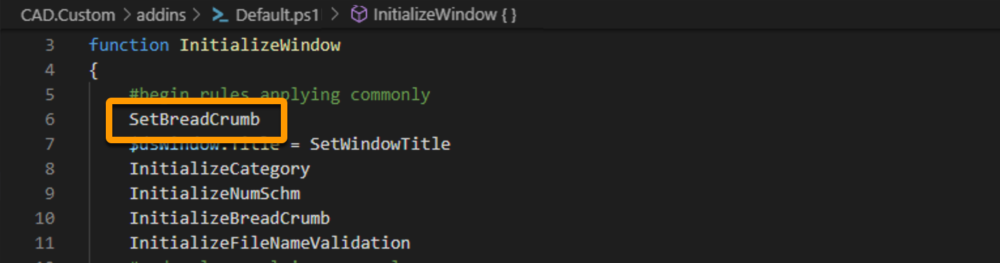 CAD.Custom > addins > Default.ps1 > InitializeWindow { }
3 function InitializeWindow
4 {
5 #begin rules applying commonly
6 SetBreadCrumb
7 $dsWindow.Title = SetWindowTitle
8 InitializeCategory
9 InitializeNumSchm
10 InitializeBreadCrumb
11 InitializeFileNameValidation